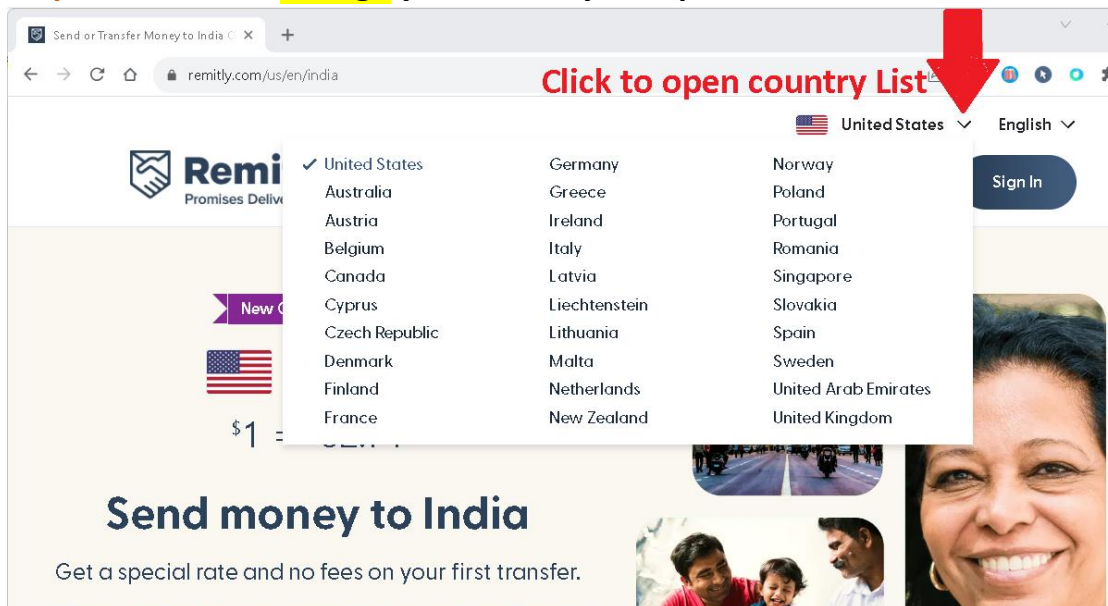 Send or Transfer Money to India
remitly.com/us/en/india
Click to open country List
United States
English
Remi
Promises Delive
Sign In
United States
Australia
Austria
Belgium
Canada
Cyprus
Czech Republic
Denmark
Finland
France
Germany
Greece
Ireland
Italy
Latvia
Liechtenstein
Lithuania
Malta
Netherlands
New Zealand
Norway
Poland
Portugal
Romania
Singapore
Slovakia
Spain
Sweden
United Arab Emirates
United Kingdom
New
$1 =
Send money to India
Get a special rate and no fees on your first transfer.